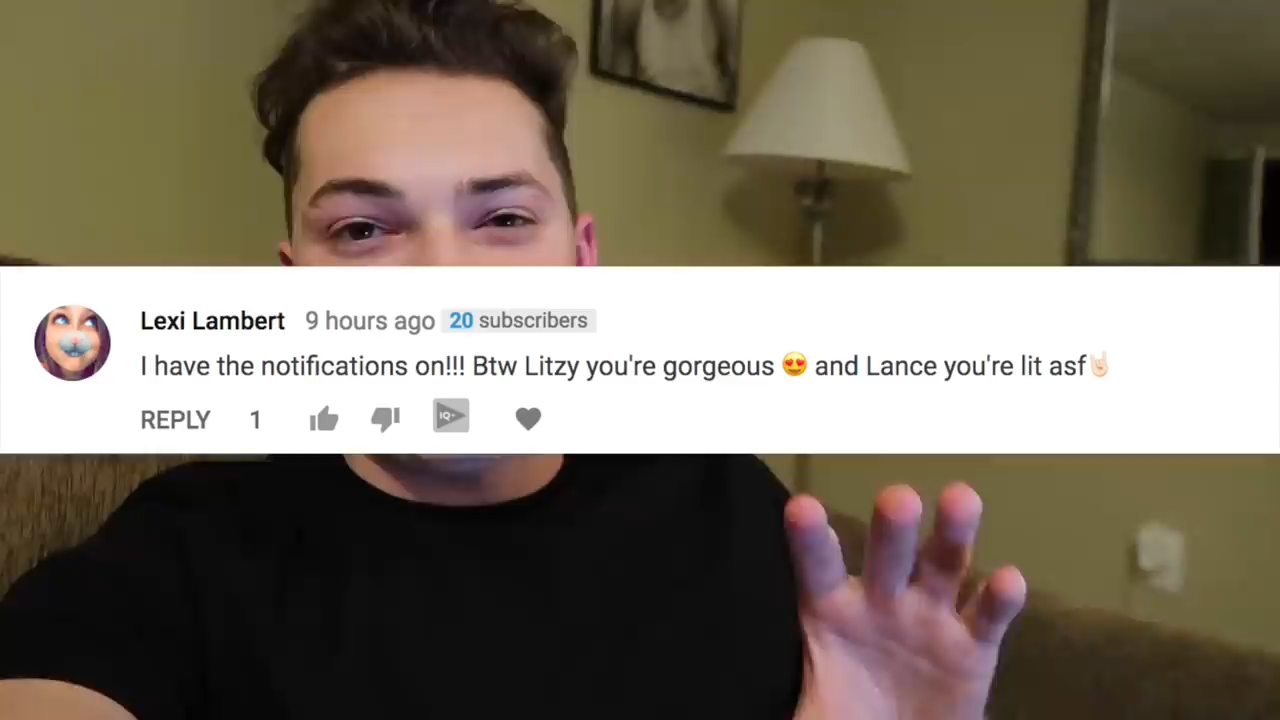 Lexi Lambert 9 hours ago 20 subscribers
I have the notifications on!!! Btw Litzy you're gorgeous 😍 and Lance you're lit asf🤘🏻
REPLY 1 IQ